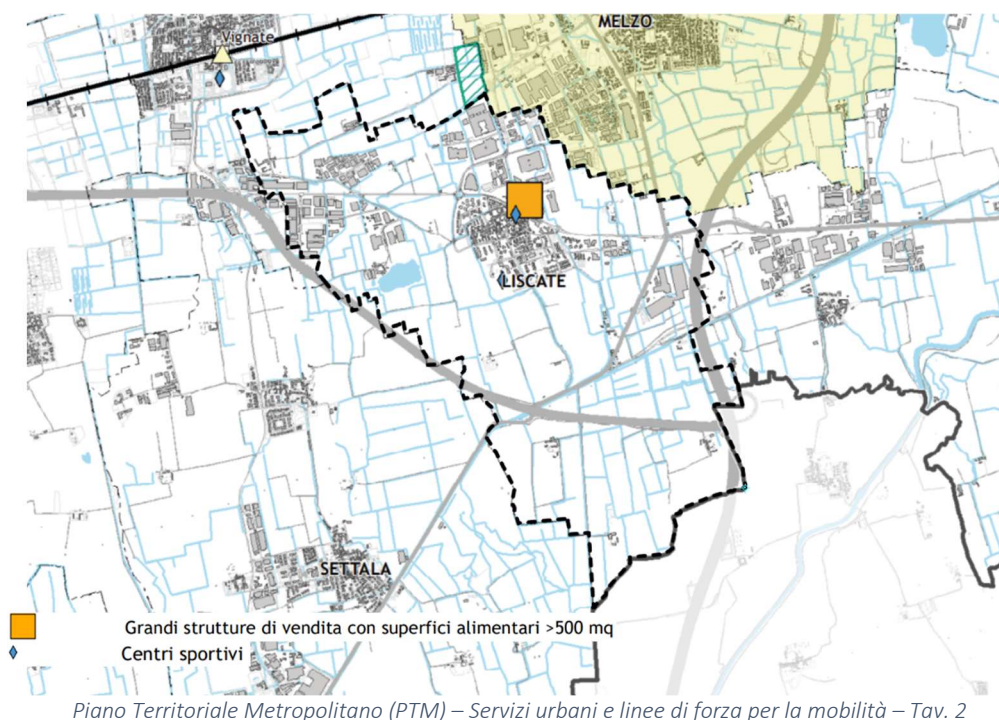 MELZO
Vignate
LISCATE
SETTALA
Grandi strutture di vendita con superfici alimentari >500 mq
Centri sportivi
Piano Territoriale Metropolitano (PTM) – Servizi urbani e linee di forza per la mobilità – Tav. 2